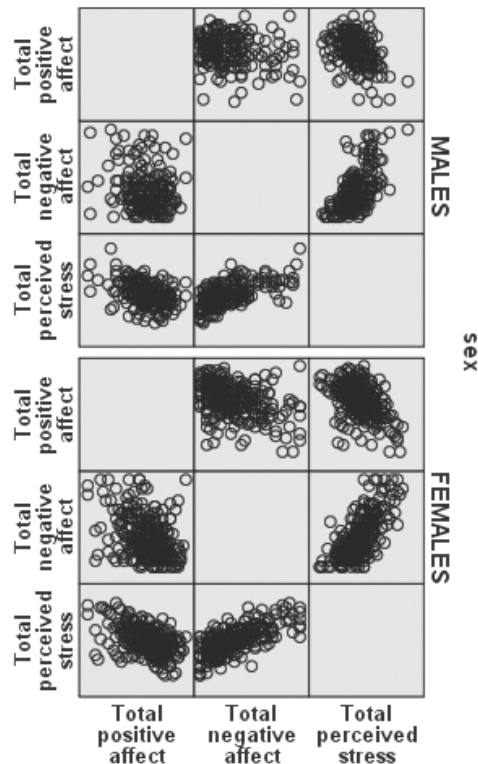 Total
positive
affect
Total
negative
affect
Total
perceived
stress
MALES
sex
Total
positive
affect
Total
negative
affect
Total
perceived
stress
FEMALES
Total
positive
affect
Total
negative
affect
Total
perceived
stress